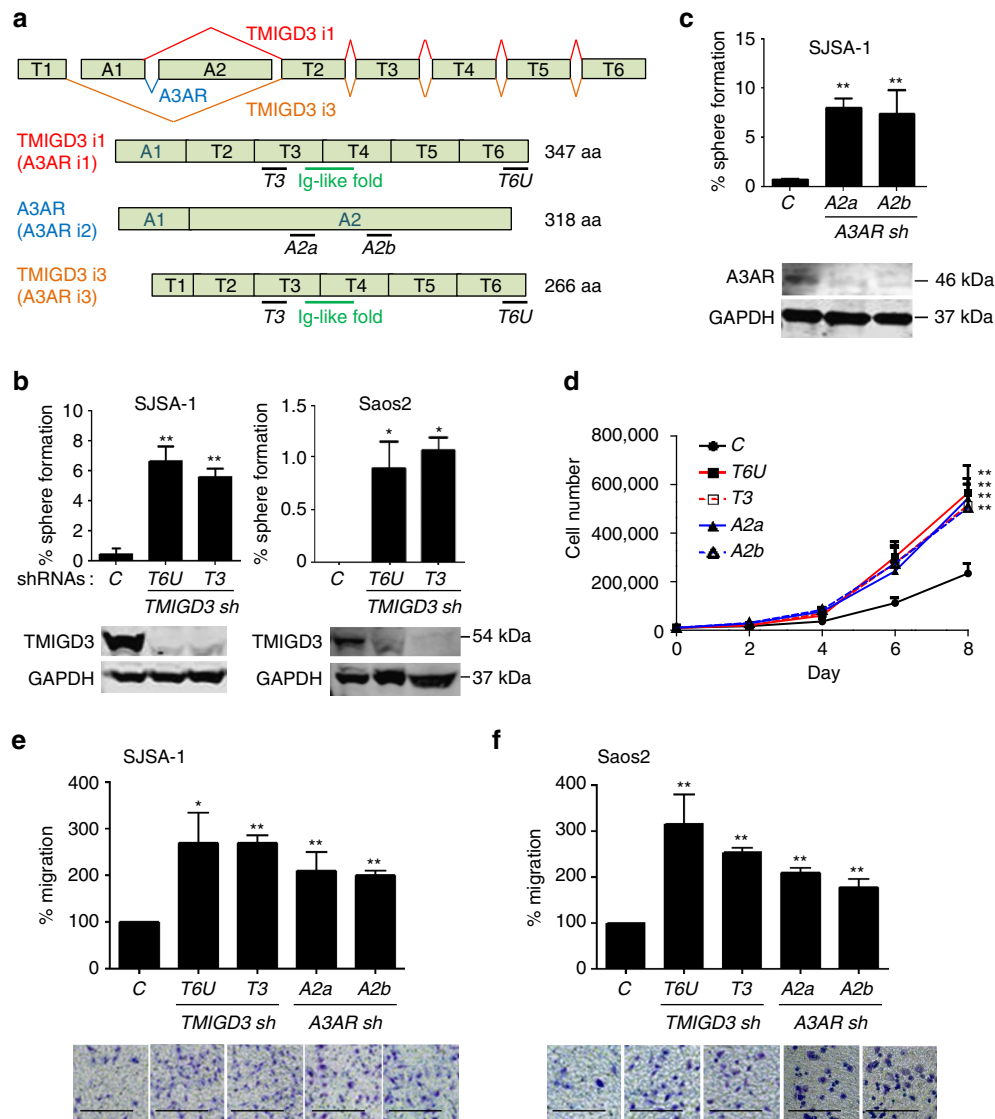 a
TMIGD3 i1
T1 A1 A2 T2 T3 T4 T5 T6
A3AR
TMIGD3 i3
TMIGD3 i1
(A3AR i1)
A1 T2 T3 T4 T5 T6 347 aa
T3 Ig-like fold T6U
A3AR
(A3AR i2)
A1 A2 318 aa
A2a A2b
TMIGD3 i3
(A3AR i3)
T1 T2 T3 T4 T5 T6 266 aa
T3 Ig-like fold T6U
b
SJSA-1
% sphere formation
10
8
6
4
2
0
** **
shRNAs : C T6U T3
TMIGD3 sh
TMIGD3
GAPDH
Saos2
% sphere formation
1.5
1.0
0.5
0
* *
C T6U T3
TMIGD3 sh
TMIGD3 54 kDa
GAPDH 37 kDa
c
SJSA-1
% sphere formation
15
10
5
0
** **
C A2a A2b
A3AR sh
A3AR 46 kDa
GAPDH 37 kDa
d
Cell number
800,000
600,000
400,000
200,000
0
C
T6U
T3
A2a
A2b
**
**
**
**
0 2 4 6 8
Day
e
SJSA-1
% migration
400
300
200
100
0
* ** ** **
C T6U T3 A2a A2b
TMIGD3 sh A3AR sh
f
Saos2
% migration
400
300
200
100
0
** ** ** **
C T6U T3 A2a A2b
TMIGD3 sh A3AR sh